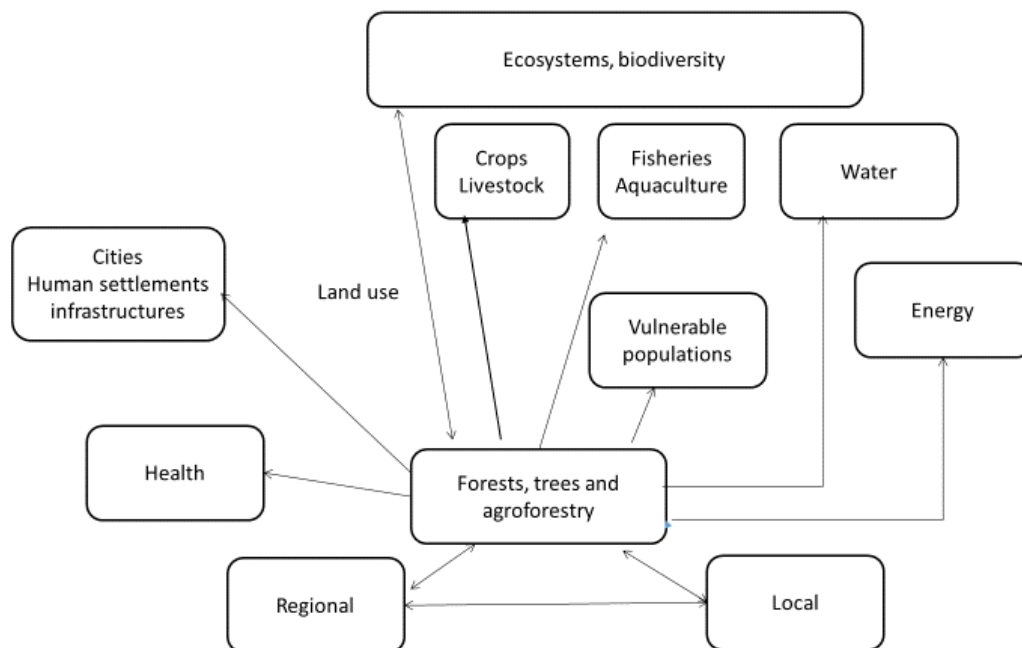 Ecosystems, biodiversity
Crops
Livestock
Fisheries
Aquaculture
Water
Cities
Human settlements
infrastructures
Land use
Energy
Vulnerable
populations
Health
Forests, trees and
agroforestry
Regional
Local